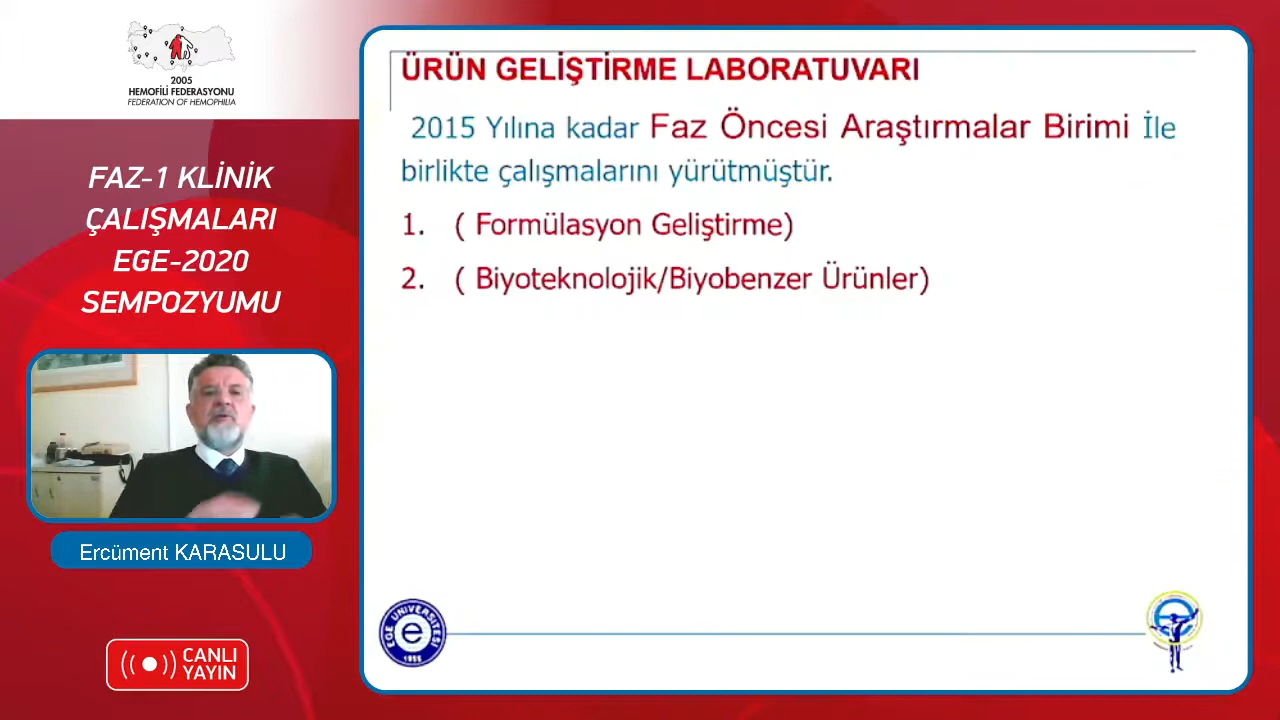 2005
HEMOFİLİ FEDERASYONU
FEDERATION OF HEMOPHILIA
FAZ-1 KLİNİK
ÇALIŞMALARI
EGE-2020
SEMPOZYUMU
Ercüment KARASULU
CANLI
YAYIN
ÜRÜN GELİŞTİRME LABORATUVARI
2015 Yılına kadar Faz Öncesi Araştırmalar Birimi İle
birlikte çalışmalarını yürütmüştür.
1. ( Formülasyon Geliştirme)
2. ( Biyoteknolojik/Biyobenzer Ürünler)
EGE ÜNİVERSİTESİ
e
1955